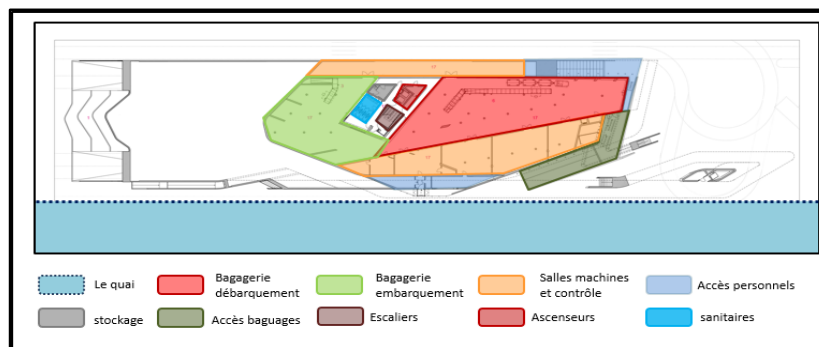 Le quai
Bagagerie
débarquement
Bagagerie
embarquement
Salles machines
et contrôle
Accès personnels
stockage
Accès baguages
Escaliers
Ascenseurs
sanitaires